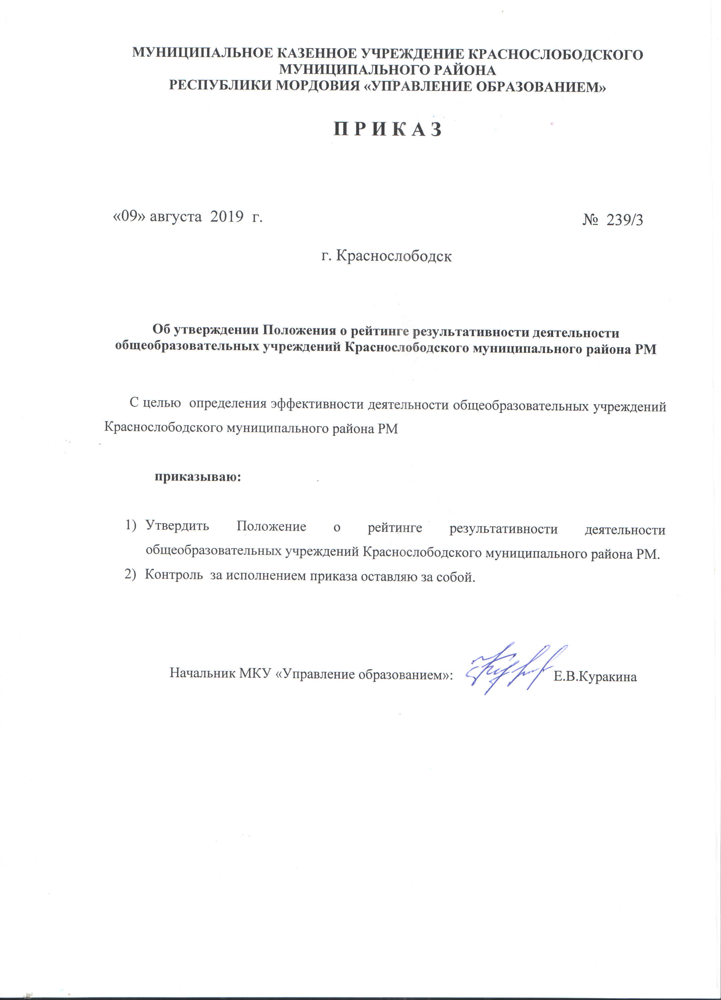 МУНИЦИПАЛЬНОЕ КАЗЕННОЕ УЧРЕЖДЕНИЕ КРАСНОСЛОБОДСКОГО
МУНИЦИПАЛЬНОГО РАЙОНА
РЕСПУБЛИКИ МОРДОВИЯ «УПРАВЛЕНИЕ ОБРАЗОВАНИЕМ»
П Р И К А З
«09» августа 2019 г. № 239/3
г. Краснослободск
Об утверждении Положения о рейтинге результативности деятельности
общеобразовательных учреждений Краснослободского муниципального района РМ
С целью определения эффективности деятельности общеобразовательных учреждений
Краснослободского муниципального района РМ
приказываю:
1) Утвердить Положение о рейтинге результативности деятельности
общеобразовательных учреждений Краснослободского муниципального района РМ.
2) Контроль за исполнением приказа оставляю за собой.
Начальник МКУ «Управление образованием»: Е.В.Куракина